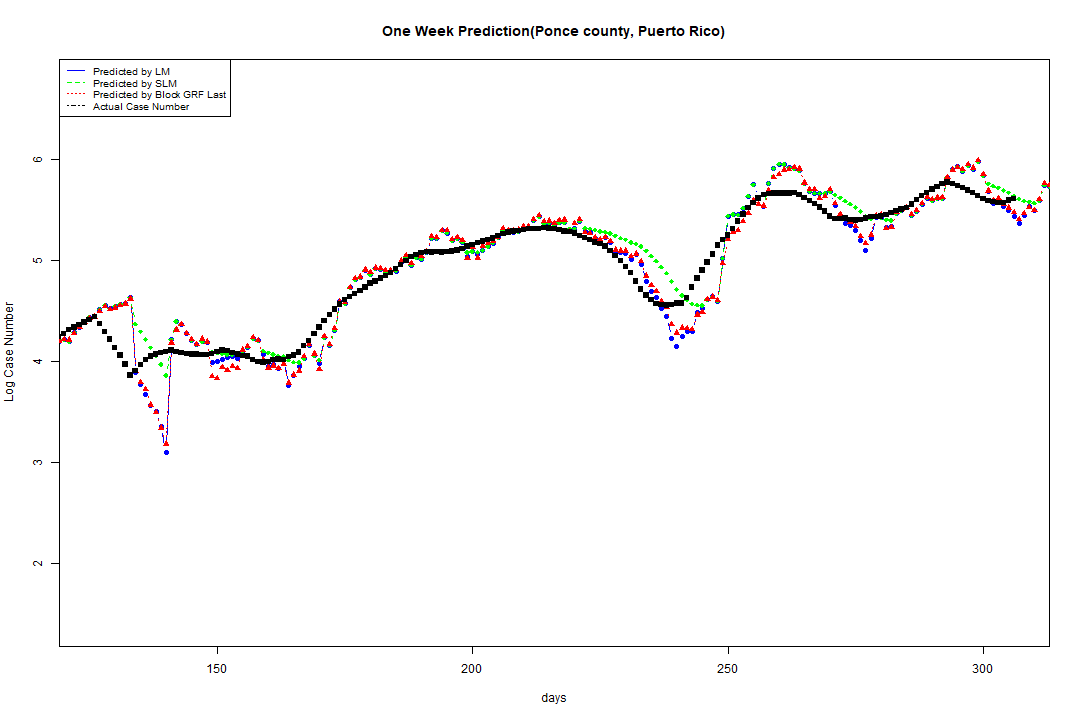 One Week Prediction(Ponce county, Puerto Rico)
Predicted by LM
Predicted by SLM
Predicted by Block GRF Last
Actual Case Number
6
5
4
3
2
Log Case Number
150 200 250 300
days